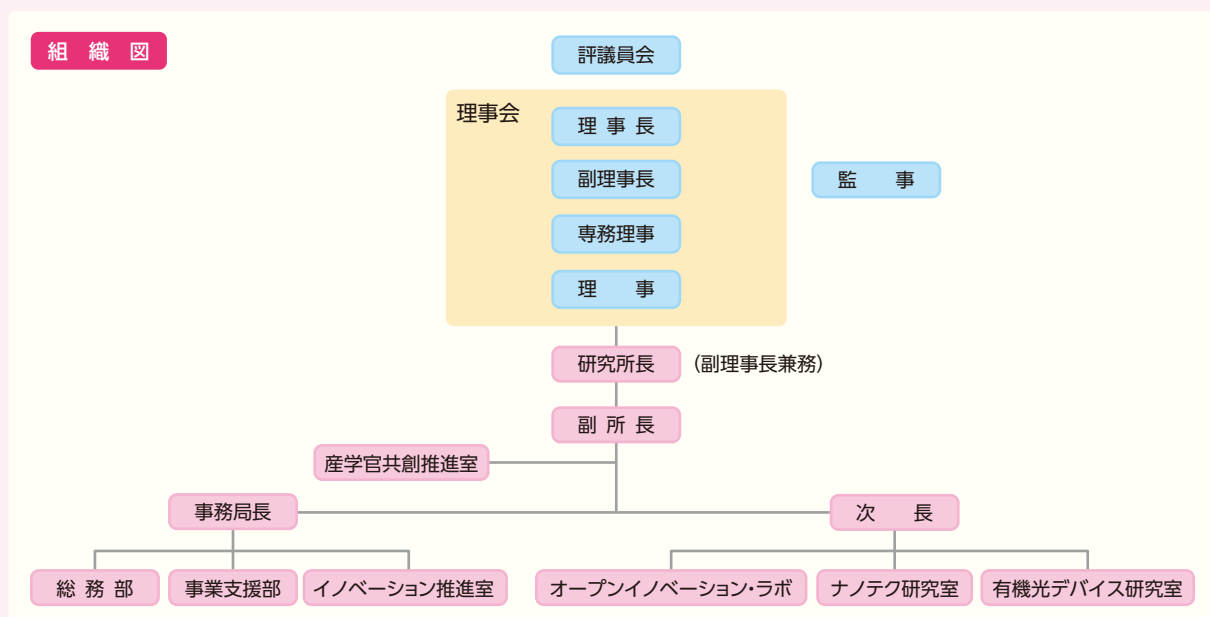 組織図
評議員会
理事会
理事長
副理事長
監事
専務理事
理事
研究所長 (副理事長兼務)
副所長
産学官共創推進室
事務局長
次長
総務部
事業支援部
イノベーション推進室
オープンイノベーション・ラボ
ナノテク研究室
有機光デバイス研究室